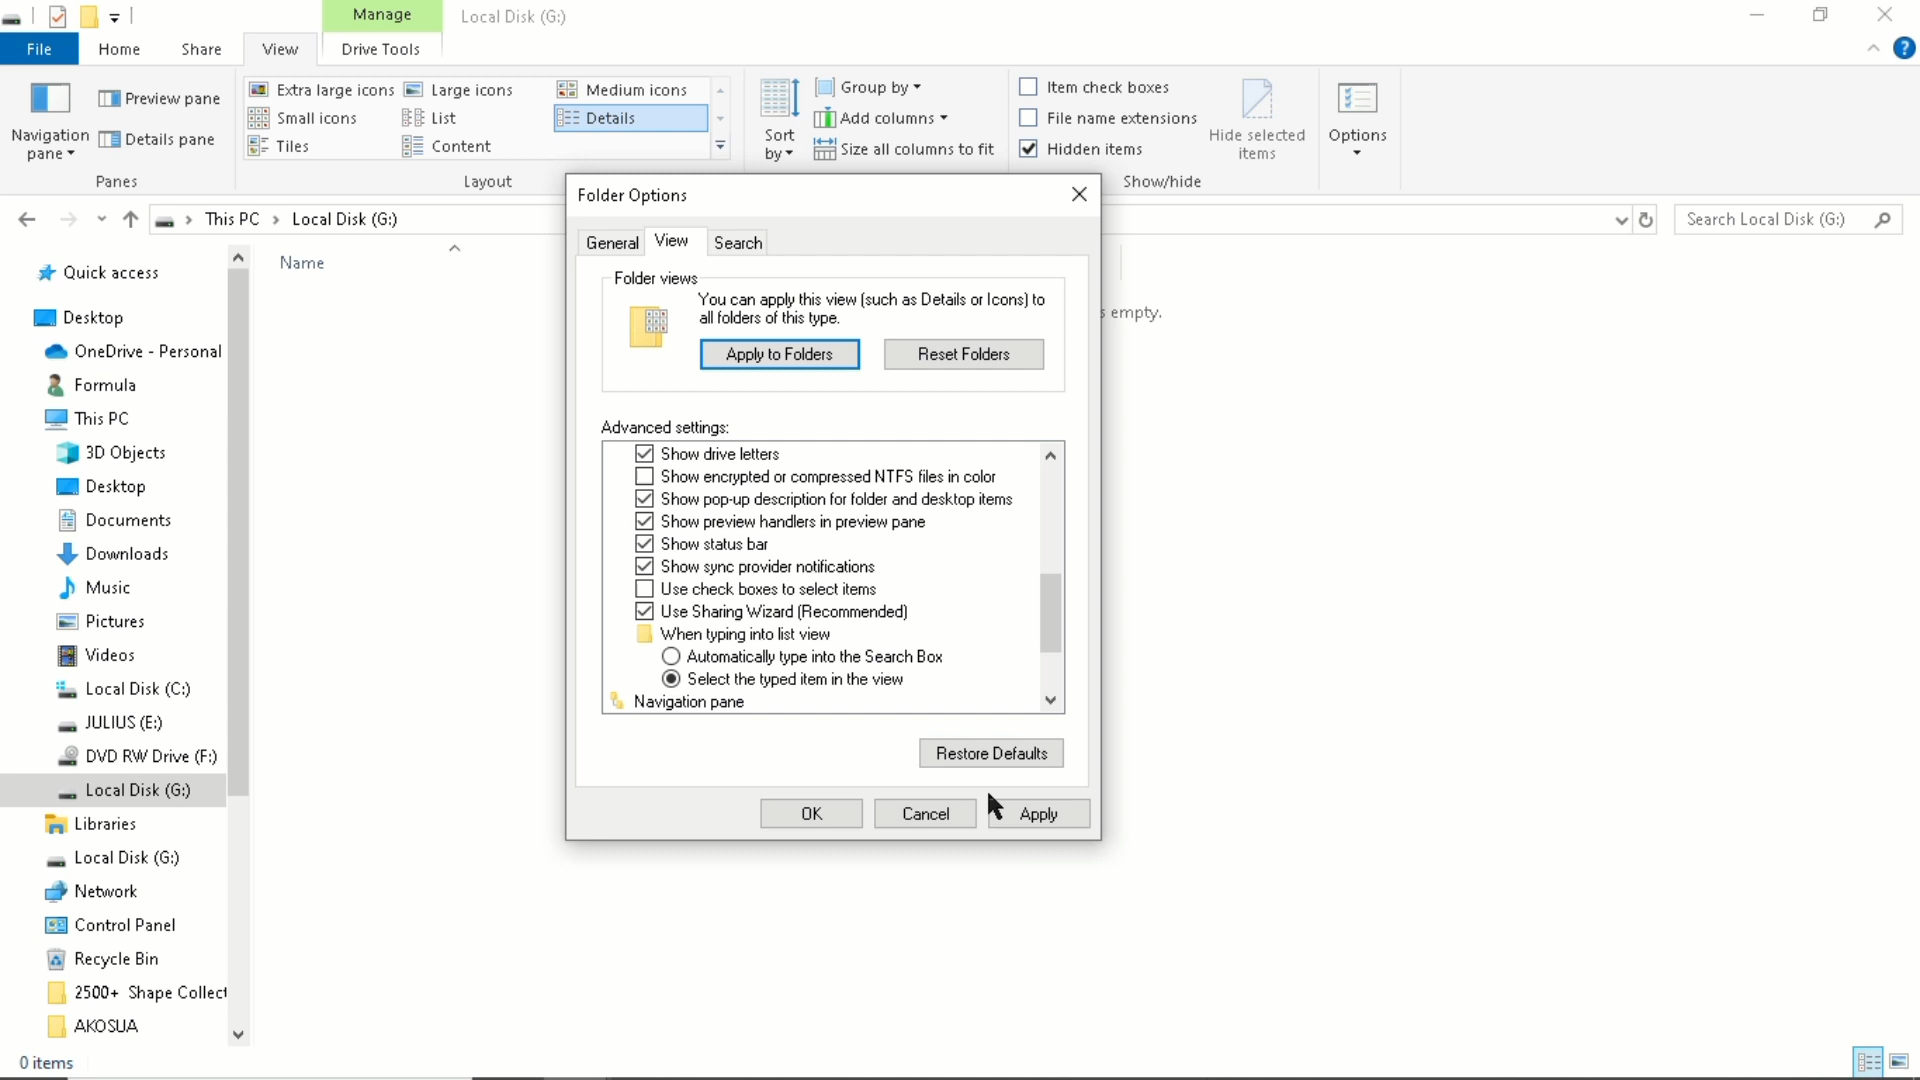 Manage
Local Disk (G:)
File
Home
Share
View
Drive Tools
Navigation
pane
Preview pane
Details pane
Panes
Extra large icons
Large icons
Medium icons
Small icons
List
Details
Tiles
Content
Layout
Sort
by
Group by
Add columns
Size all columns to fit
Item check boxes
File name extensions
Hidden items
Hide selected
items
Show/hide
Options
This PC
Local Disk (G:)
Search Local Disk (G:)
Name
s empty.
Quick access
Desktop
OneDrive - Personal
Formula
This PC
3D Objects
Desktop
Documents
Downloads
Music
Pictures
Videos
Local Disk (C:)
JULIUS (E:)
DVD RW Drive (F:)
Local Disk (G:)
Libraries
Local Disk (G:)
Network
Control Panel
Recycle Bin
2500+ Shape Collect
AKOSUA
0 items
Folder Options
General
View
Search
Folder views
You can apply this view (such as Details or Icons) to
all folders of this type.
Apply to Folders
Reset Folders
Advanced settings:
Show drive letters
Show encrypted or compressed NTFS files in color
Show pop-up description for folder and desktop items
Show preview handlers in preview pane
Show status bar
Show sync provider notifications
Use check boxes to select items
Use Sharing Wizard (Recommended)
When typing into list view
Automatically type into the Search Box
Select the typed item in the view
Navigation pane
Restore Defaults
OK
Cancel
Apply